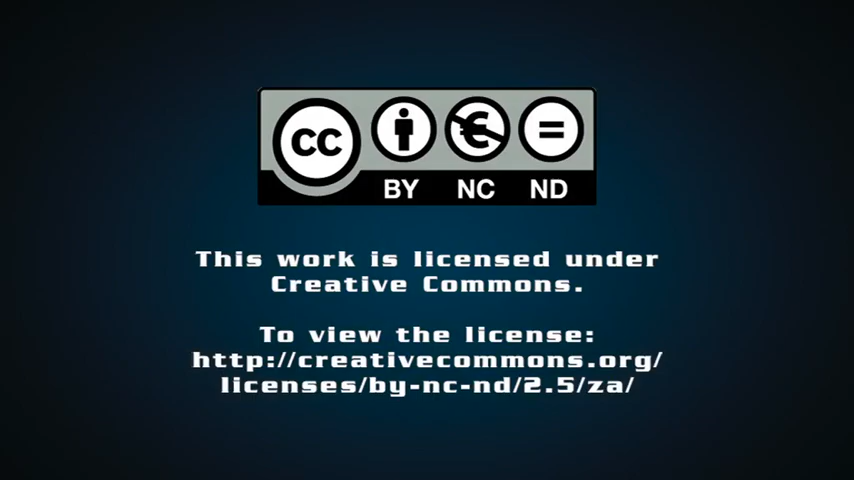 CC
BY NC ND
This work is licensed under
Creative Commons.
To view the license:
http://creativecommons.org/
licenses/by-nc-nd/2.5/za/